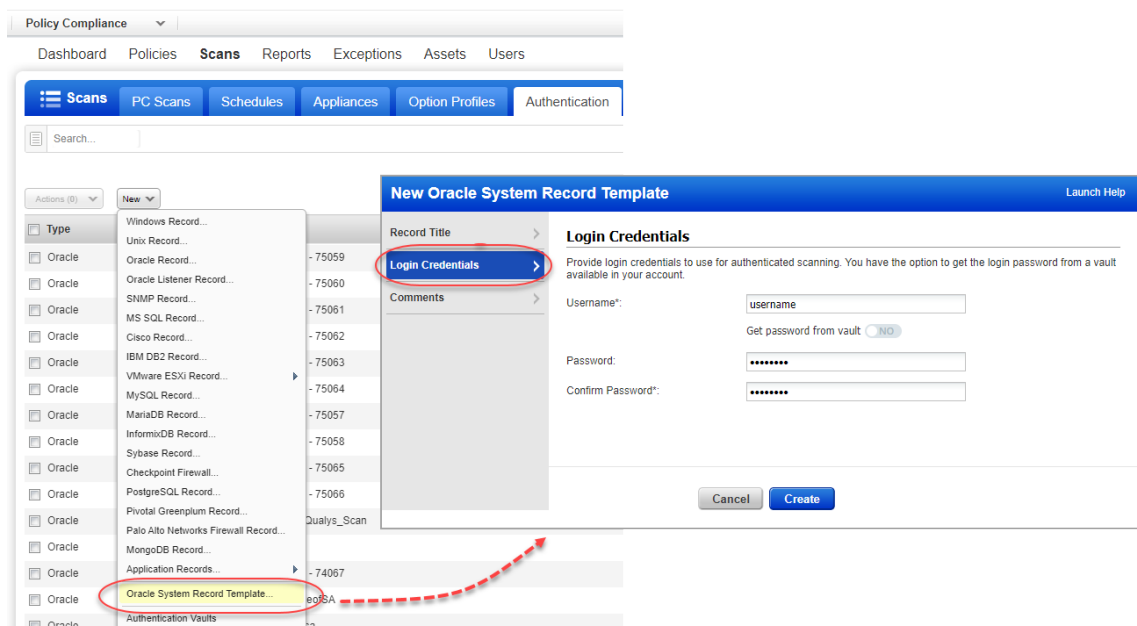 Policy Compliance
Dashboard Policies Scans Reports Exceptions Assets Users
Scans PC Scans Schedules Appliances Option Profiles Authentication
Search...
Actions (0) New
Type
Oracle - 75059
Oracle - 75060
Oracle - 75061
Oracle - 75062
Oracle - 75063
Oracle - 75064
Oracle - 75057
Oracle - 75058
Oracle - 75065
Oracle - 75066
Oracle Qualys_Scan
Oracle
Oracle - 74067
Oracle eofSA
Oracle
Windows Record...
Unix Record...
Oracle Record...
Oracle Listener Record...
SNMP Record...
MS SQL Record...
Cisco Record...
IBM DB2 Record...
VMware ESXi Record...
MySQL Record...
MariaDB Record...
InformixDB Record...
Sybase Record...
Checkpoint Firewall...
PostgreSQL Record...
Pivotal Greenplum Record...
Palo Alto Networks Firewall Record...
MongoDB Record...
Application Records...
Oracle System Record Template...
Authentication Vaults
New Oracle System Record Template Launch Help
Record Title
Login Credentials
Comments
Login Credentials
Provide login credentials to use for authenticated scanning. You have the option to get the login password from a vault
available in your account.
Username*: username
Get password from vault NO
Password: ••••••••
Confirm Password*: ••••••••
Cancel Create